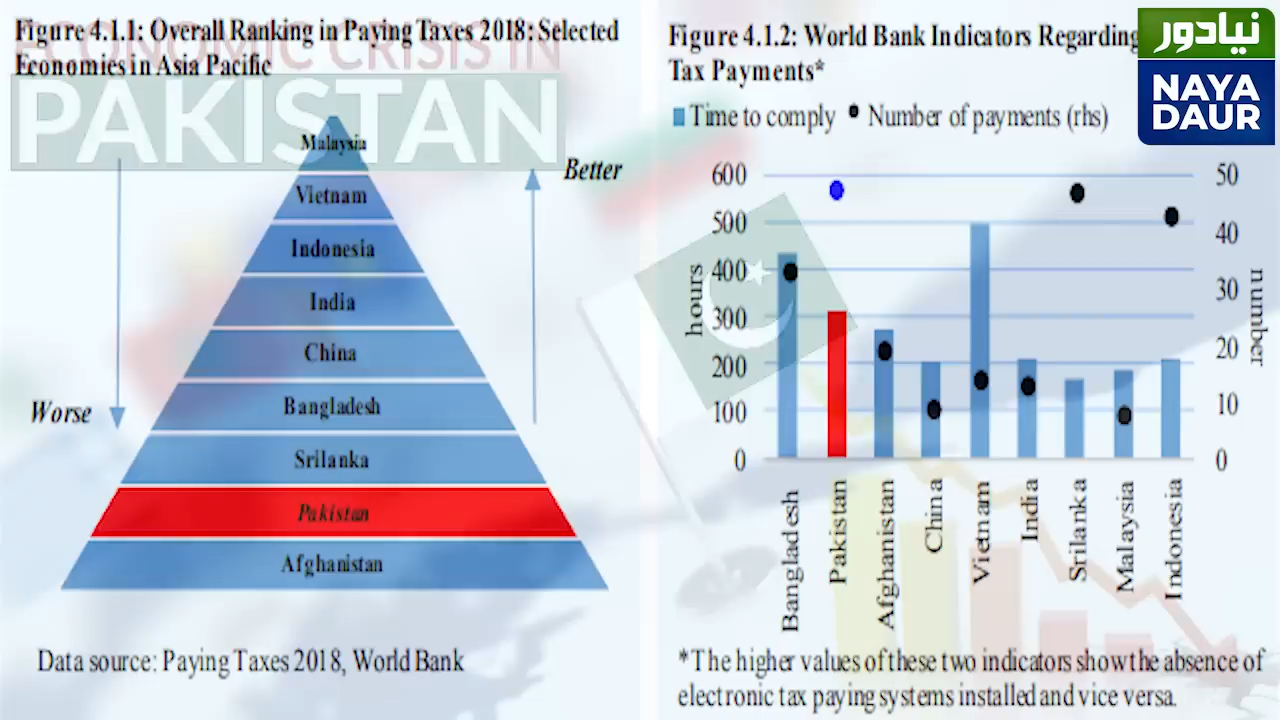 Figure 4.1.1: Overall Ranking in Paying Taxes 2018: Selected
Economies in Asia Pacific
ECONOMIC CRISIS IN
PAKISTAN
Malaysia
Vietnam
Indonesia
India
China
Bangladesh
Srilanka
Pakistan
Afghanistan
Better
Worse
Data source: Paying Taxes 2018, World Bank
Figure 4.1.2: World Bank Indicators Regarding
Tax Payments*
Time to comply Number of payments (rhs)
600
500
400
300
200
100
0
hours
50
40
30
20
10
0
number
Bangladesh
Pakistan
Afghanistan
China
Vietnam
India
Srilanka
Malaysia
Indonesia
*The higher values of these two indicators show the absence of
electronic tax paying systems installed and vice versa.
نیادور
NAYA
DAUR